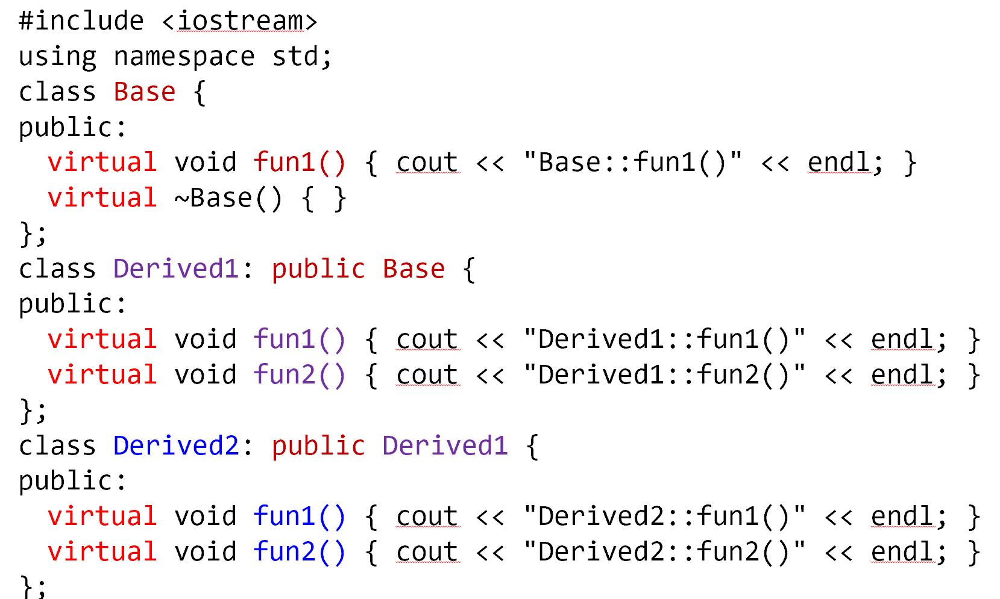 #include <iostream>
using namespace std;
class Base {
public:
  virtual void fun1() { cout << "Base::fun1()" << endl; }
  virtual ~Base() { }
};
class Derived1: public Base {
public:
  virtual void fun1() { cout << "Derived1::fun1()" << endl; }
  virtual void fun2() { cout << "Derived1::fun2()" << endl; }
};
class Derived2: public Derived1 {
public:
  virtual void fun1() { cout << "Derived2::fun1()" << endl; }
  virtual void fun2() { cout << "Derived2::fun2()" << endl; }
};